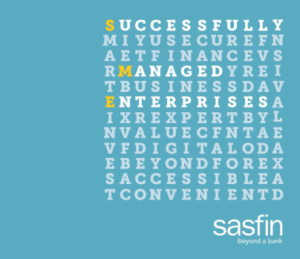 SUCCESSFULLY
MIYUSECUREFN
AETFINANCEVS
RMANAGEDYREI
TBUSINESSDAV
ENTERPRISESA
IXREXPERTBYL
NVALUECFNTAE
VFDIGITALODA
EBEYONDFOREX
SACCESSIBLEA
TCONVENIENTD
sasfin
beyond a bank